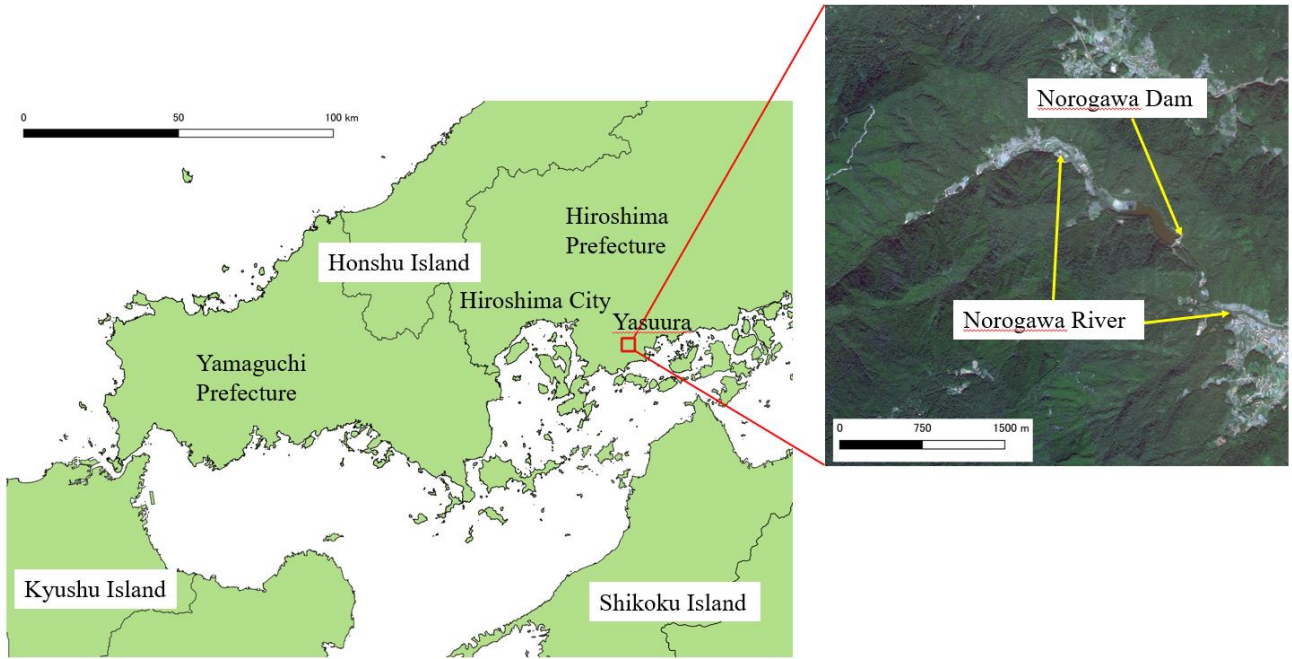 0 50 100 km
Hiroshima
Prefecture
Honshu Island
Hiroshima City
Yasuura
Yamaguchi
Prefecture
Kyushu Island
Shikoku Island
Norogawa Dam
Norogawa River
0 750 1500 m